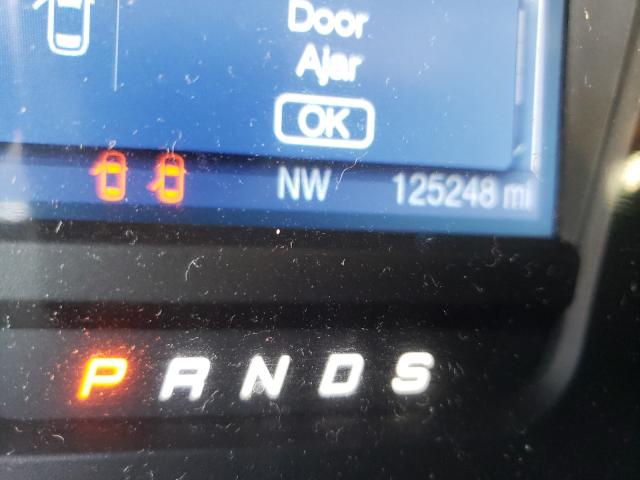 Door
Ajar
OK
NW 125248 mi
P R N D S